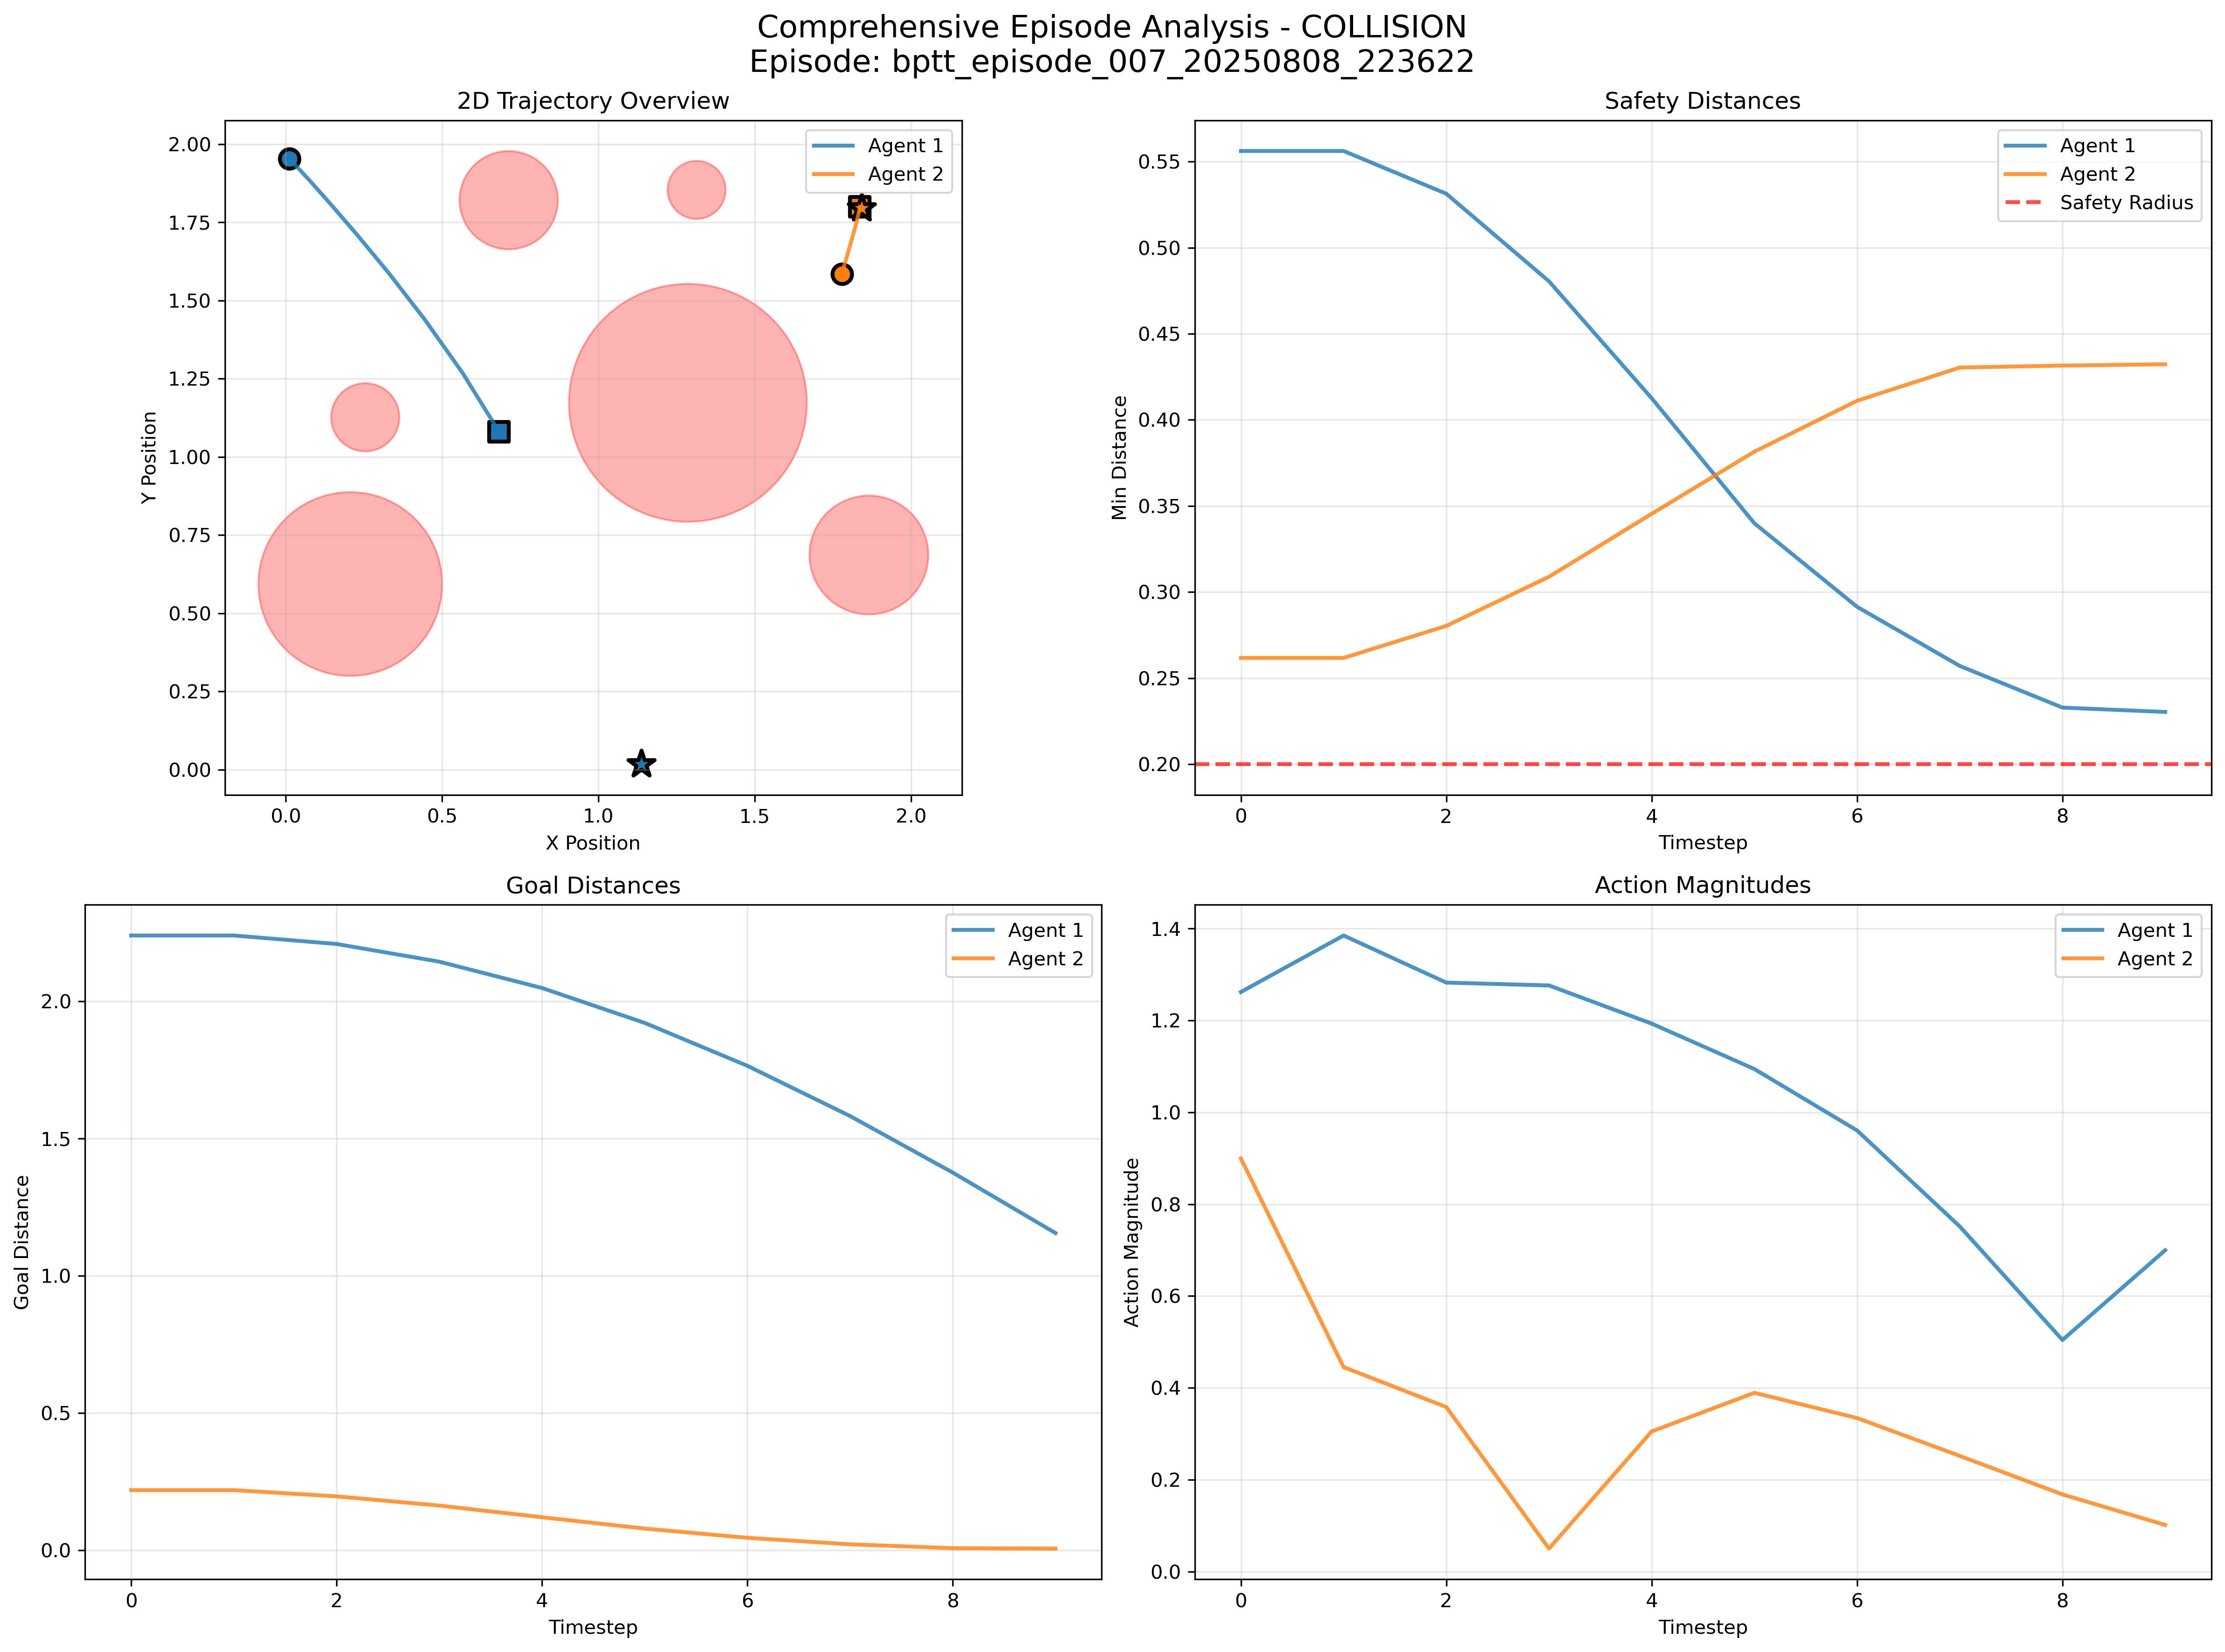 Comprehensive Episode Analysis - COLLISION
Episode: bptt_episode_007_20250808_223622
2D Trajectory Overview
Agent 1
Agent 2
2.00
1.75
1.50
1.25
1.00
0.75
0.50
0.25
0.00
Y Position
0.0 0.5 1.0 1.5 2.0
X Position
Safety Distances
Agent 1
Agent 2
Safety Radius
0.55
0.50
0.45
0.40
0.35
0.30
0.25
0.20
Min Distance
0 2 4 6 8
Timestep
Goal Distances
Agent 1
Agent 2
2.0
1.5
1.0
0.5
0.0
Goal Distance
0 2 4 6 8
Timestep
Action Magnitudes
Agent 1
Agent 2
1.4
1.2
1.0
0.8
0.6
0.4
0.2
0.0
Action Magnitude
0 2 4 6 8
Timestep